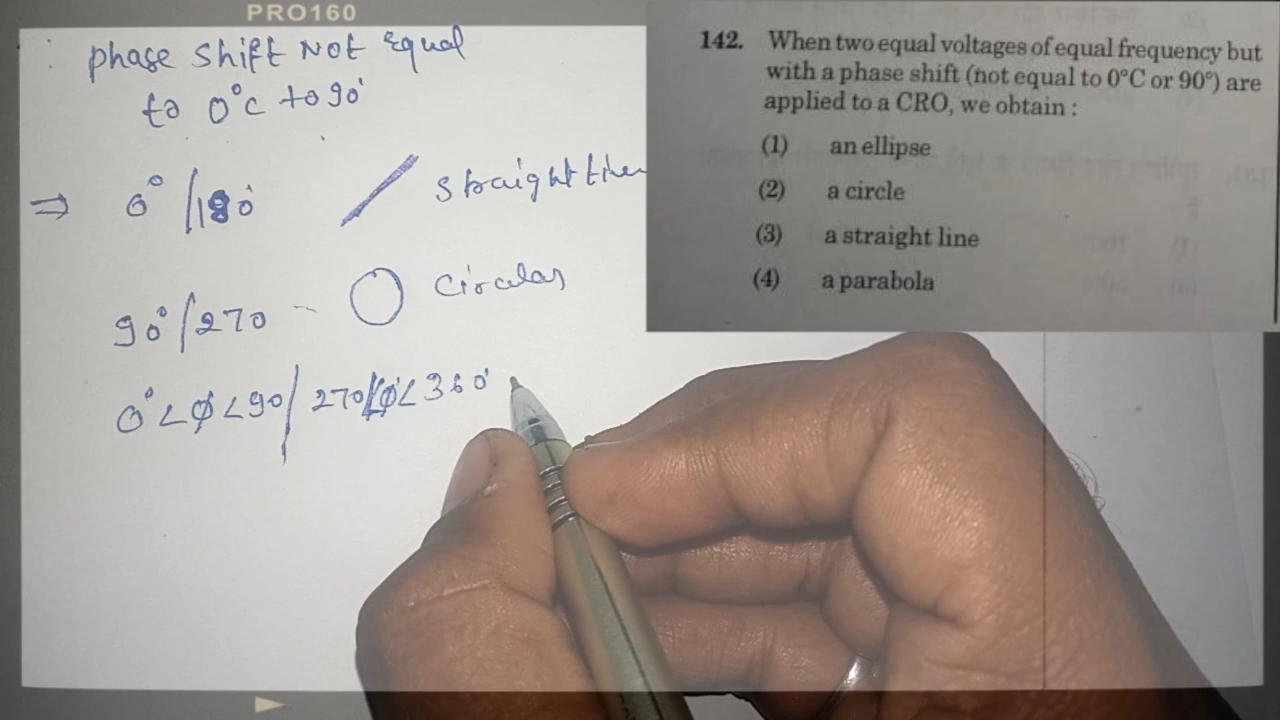 PRO160
phase shift Not Equal
to 0°c to 90°
⇒ 0° / 180 straight line
90° / 270 - circular
0° < φ < 90 / 270 < φ < 360°
142. When two equal voltages of equal frequency but
with a phase shift (not equal to 0°C or 90°) are
applied to a CRO, we obtain :
(1) an ellipse
(2) a circle
(3) a straight line
(4) a parabola